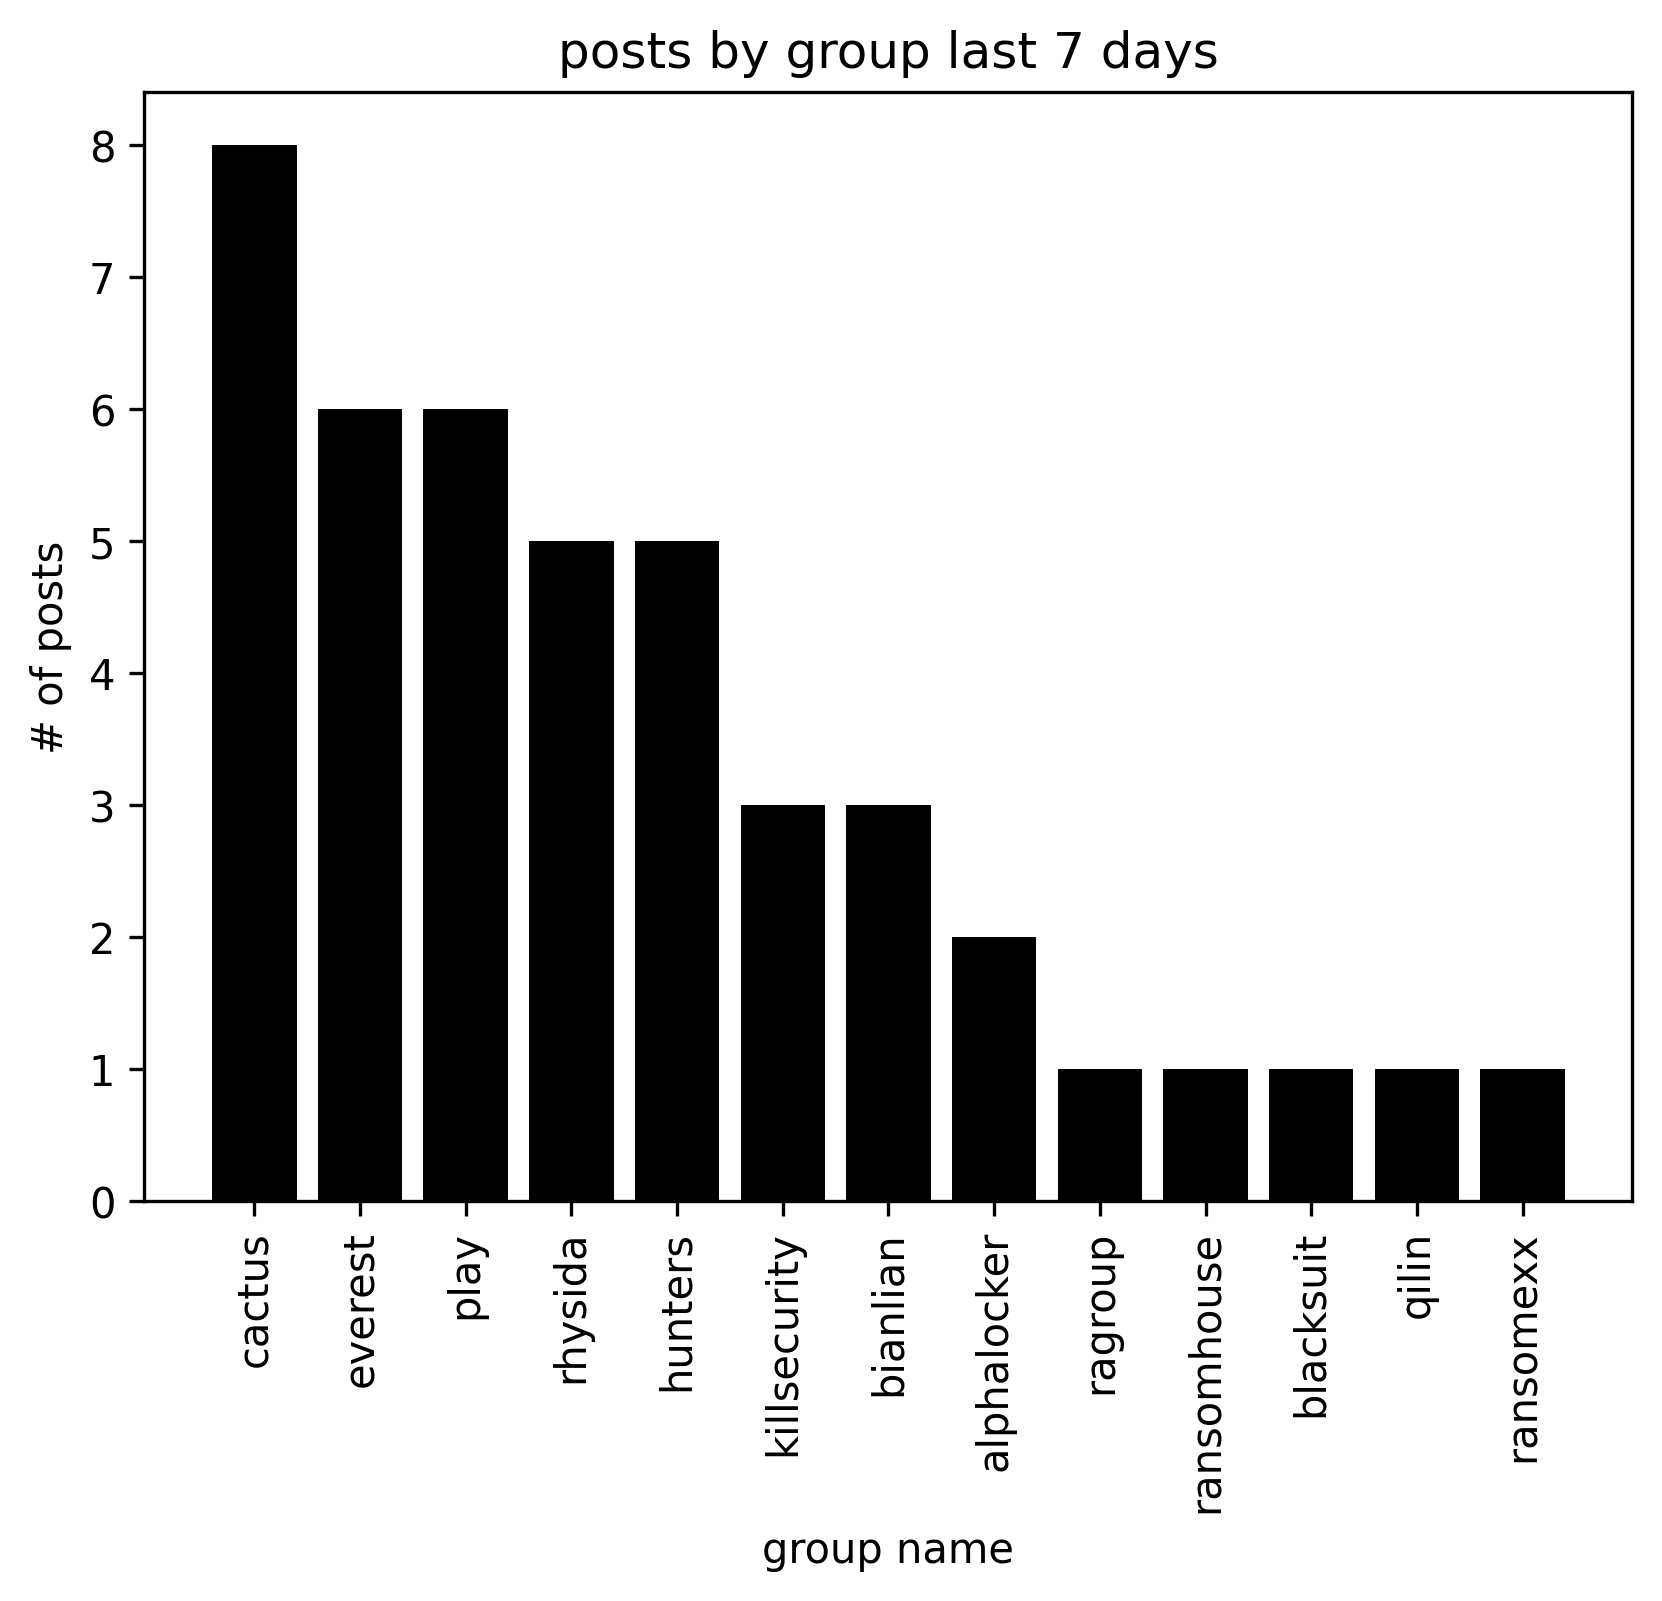 posts by group last 7 days
# of posts
8
7
6
5
4
3
2
1
0
cactus
everest
play
rhysida
hunters
killsecurity
bianlian
alphalocker
ragroup
ransomhouse
blacksuit
qilin
ransomexx
group name